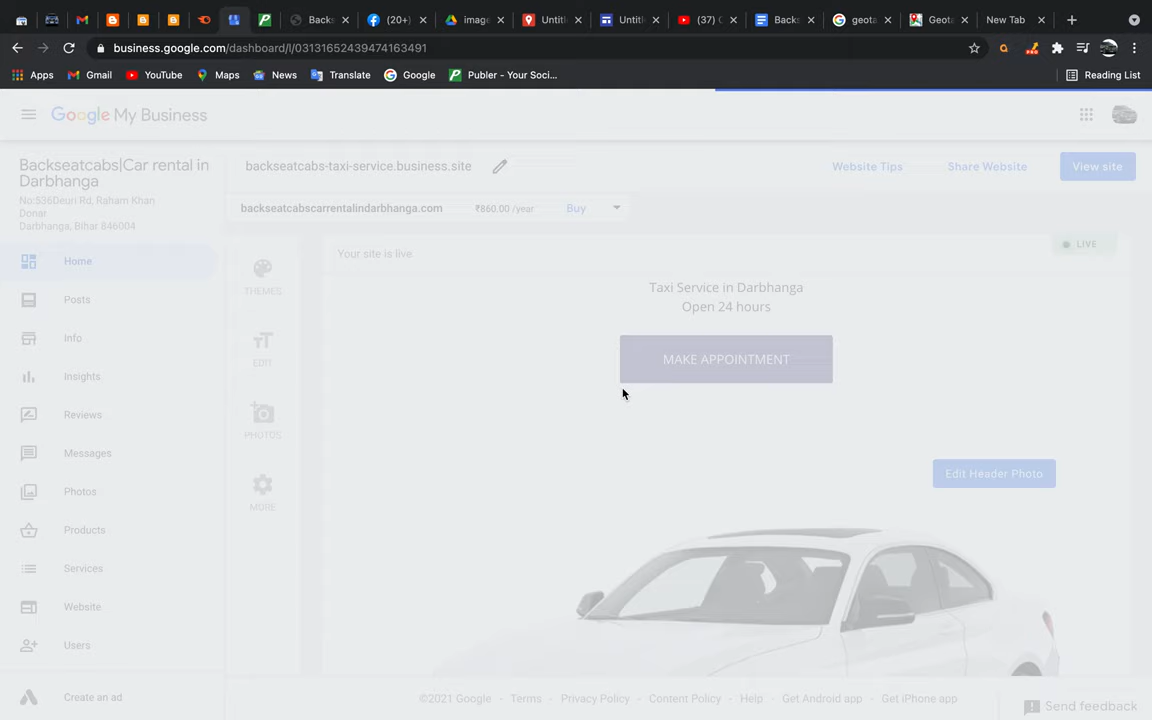 Backs
(20+)
image
Untitl
Untitl
(37) C
Backs
geota
Geota
New Tab
business.google.com/dashboard/l/03131652439474163491
Apps
Gmail
YouTube
Maps
News
Translate
Google
Publer - Your Soci...
Reading List
Google My Business
Backseatcabs|Car rental in
Darbhanga
No:536Deuri Rd, Raham Khan
Donar
Darbhanga, Bihar 846004
Home
Posts
Info
Insights
Reviews
Messages
Photos
Products
Services
Website
Users
Create an ad
backseatcabs-taxi-service.business.site
Website Tips
Share Website
View site
backseatcabscarrentalindarbhanga.com
₹860.00 /year
Buy
THEMES
EDIT
PHOTOS
MORE
Your site is live
LIVE
Taxi Service in Darbhanga
Open 24 hours
MAKE APPOINTMENT
Edit Header Photo
©2021 Google
Terms
Privacy Policy
Content Policy
Help
Get Android app
Get iPhone app
Send feedback